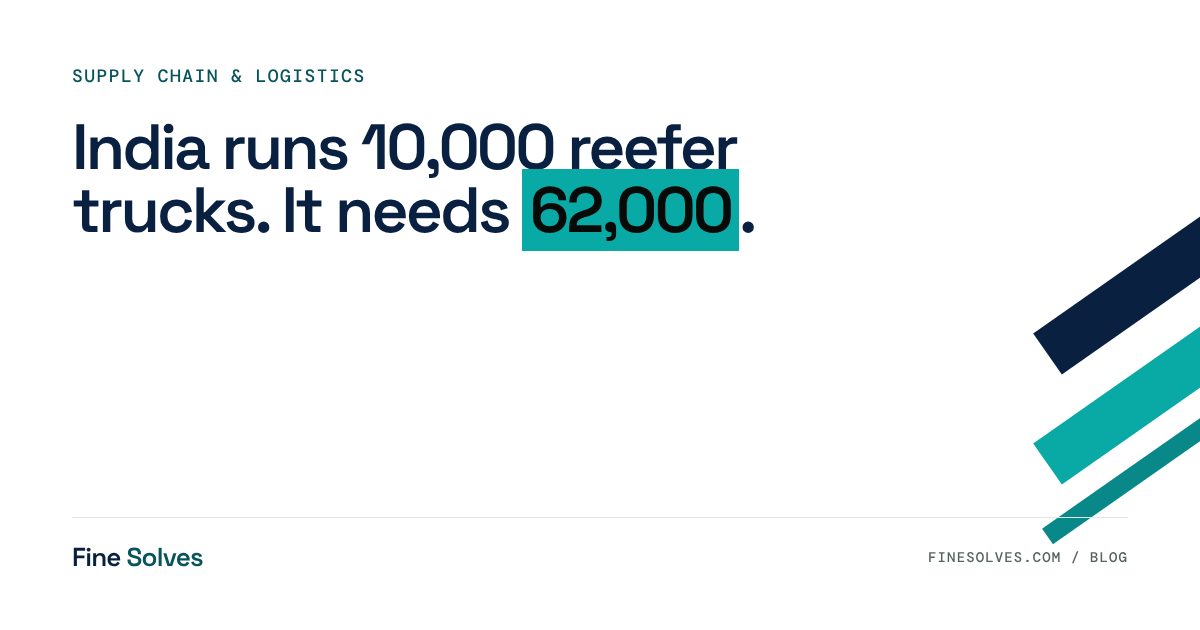 SUPPLY CHAIN & LOGISTICS
India runs 10,000 reefer
trucks. It needs 62,000.
Fine Solves
FINESOLVES.COM / BLOG